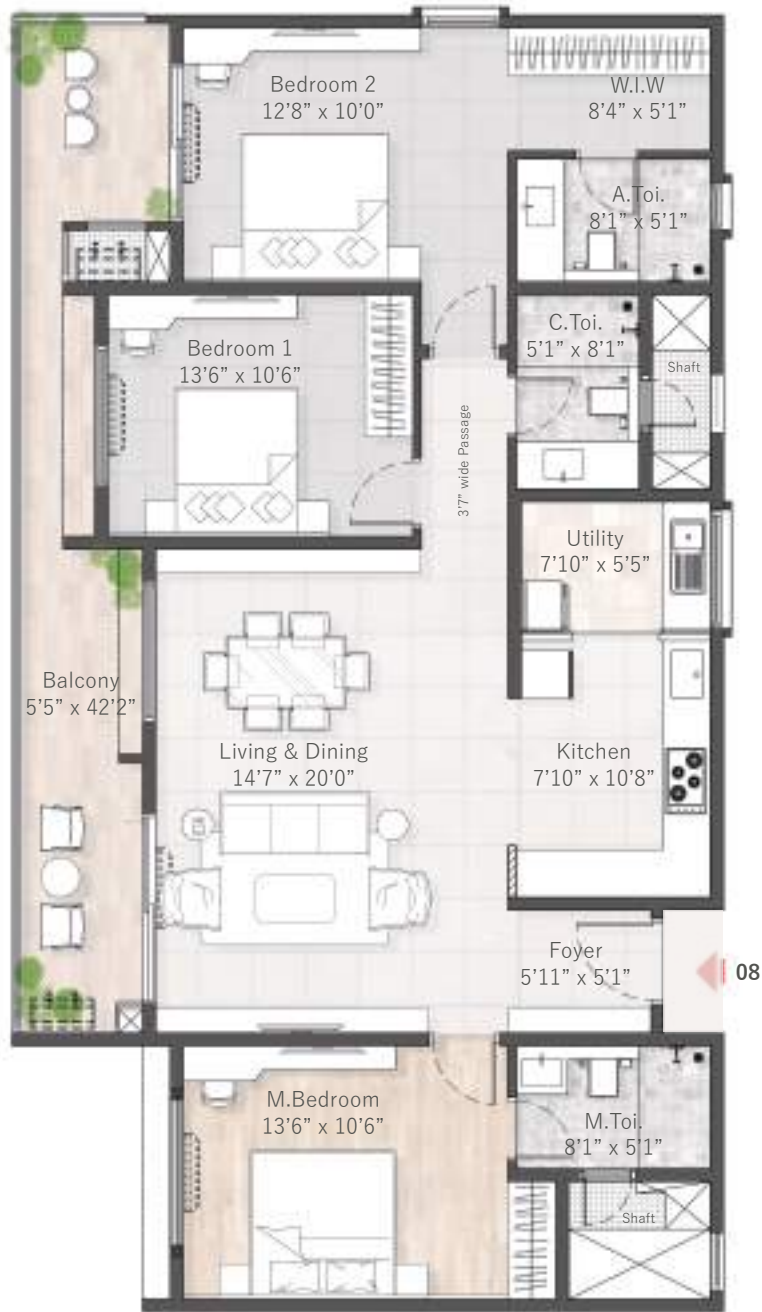 Bedroom 2
12’8” x 10’0”
W.I.W
8’4” x 5’1”
A.Toi.
8’1” x 5’1”
C.Toi.
5’1” x 8’1”
Bedroom 1
13’6” x 10’6”
Shaft
3’7” wide Passage
Utility
7’10” x 5’5”
Balcony
5’5” x 42’2”
Living & Dining
14’7” x 20’0”
Kitchen
7’10” x 10’8”
Foyer
5’11” x 5’1”
08
M.Bedroom
13’6” x 10’6”
M.Toi.
8’1” x 5’1”
Shaft